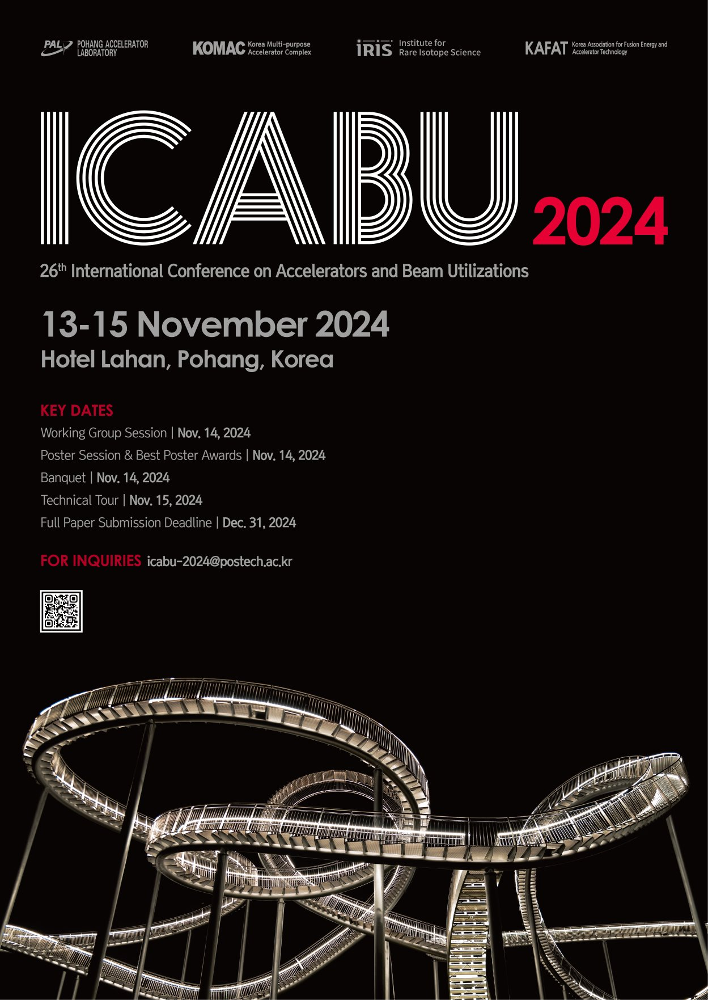 PAL POHANG ACCELERATOR
LABORATORY
KOMAC Korea Multi-purpose
Accelerator Complex
IRIS Institute for
Rare Isotope Science
KAFAT Korea Association for Fusion Energy and
Accelerator Technology
ICABU 2024
26th International Conference on Accelerators and Beam Utilizations
13-15 November 2024
Hotel Lahan, Pohang, Korea
KEY DATES
Working Group Session | Nov. 14, 2024
Poster Session & Best Poster Awards | Nov. 14, 2024
Banquet | Nov. 14, 2024
Technical Tour | Nov. 15, 2024
Full Paper Submission Deadline | Dec. 31, 2024
FOR INQUIRIES icabu-2024@postech.ac.kr